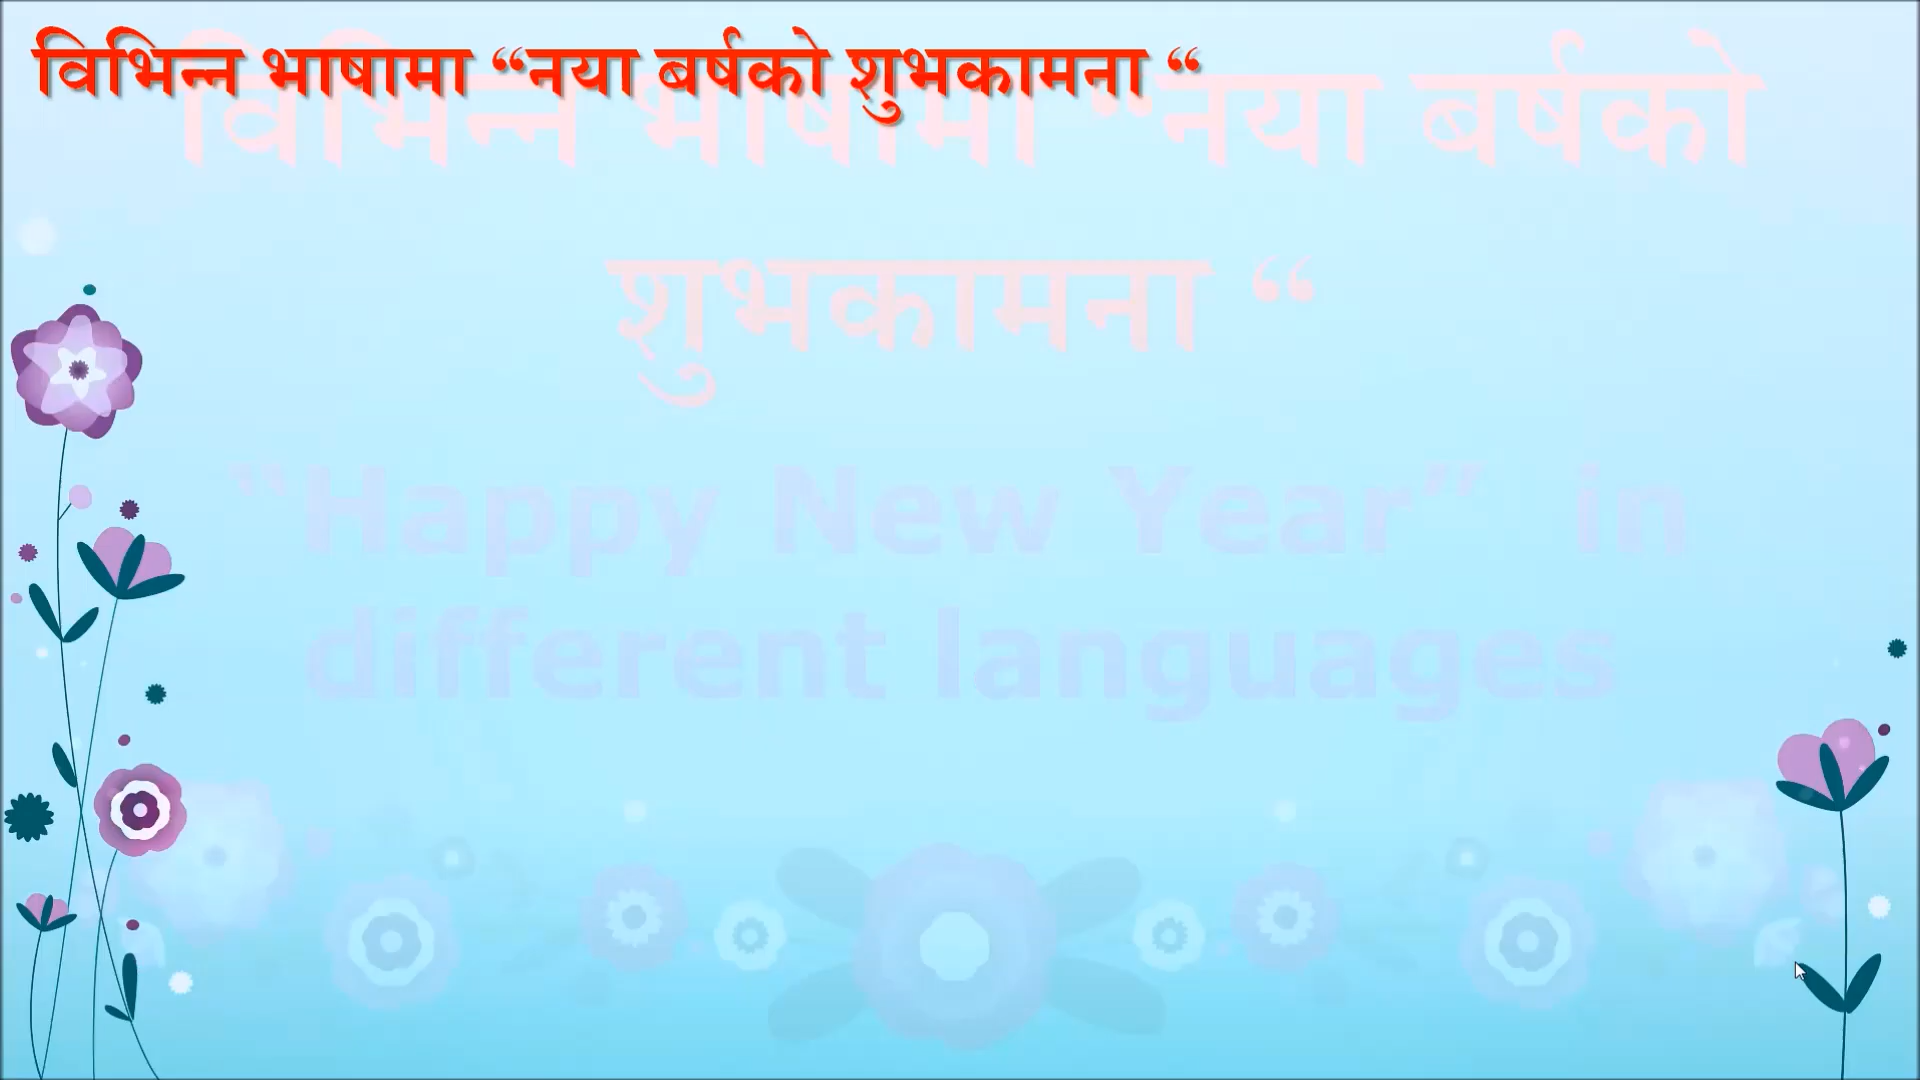 विभिन्न भाषामा “नया बर्षको शुभकामना “
विभिन्न भाषामा “नया बर्षको
शुभकामना “
“Happy New Year” in
different languages